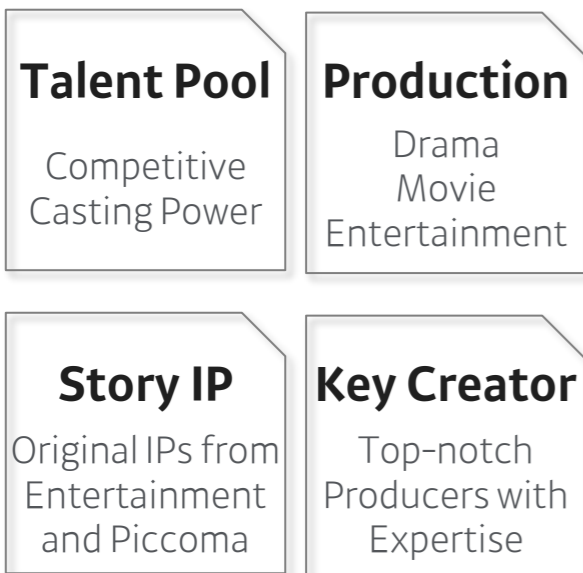 Talent Pool
Competitive
Casting Power
Production
Drama
Movie
Entertainment
Story IP
Original IPs from
Entertainment
and Piccoma
Key Creator
Top-notch
Producers with
Expertise